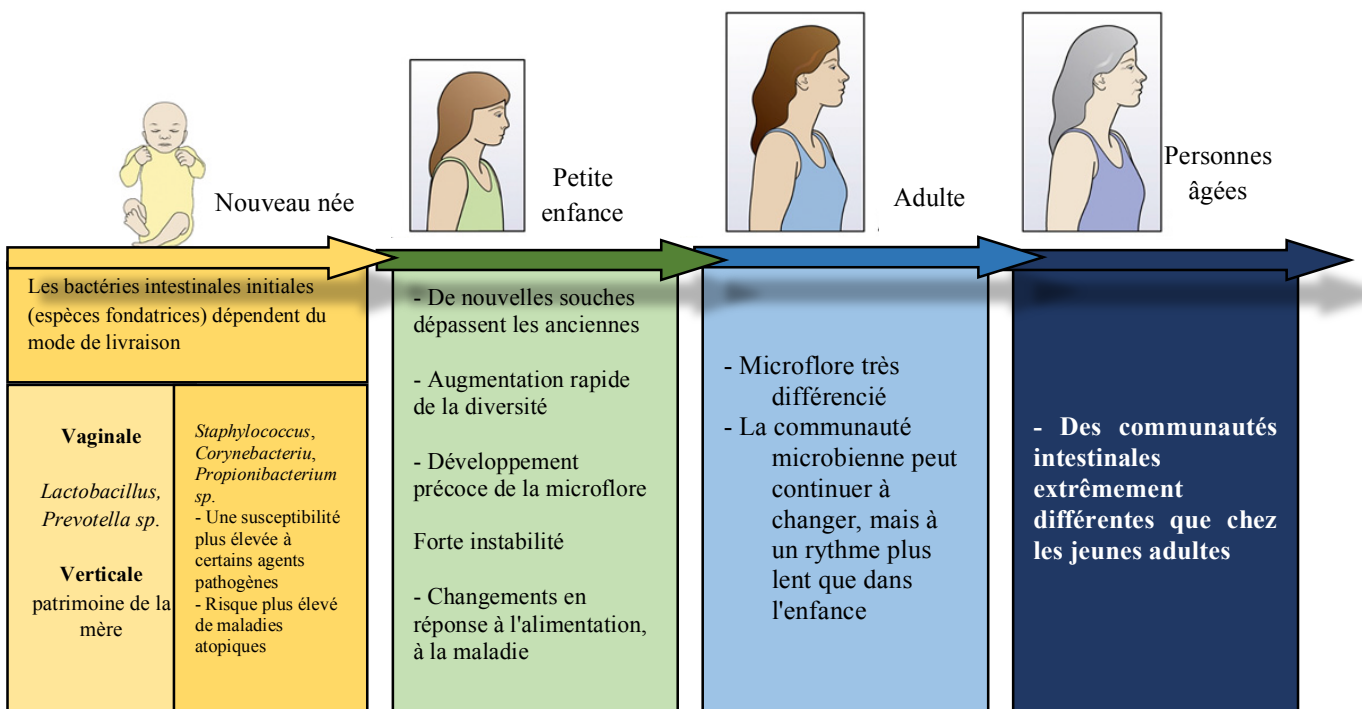 Nouveau née
Petite
enfance
Adulte
Personnes
âgées
Les bactéries intestinales initiales
(espèces fondatrices) dépendent du
mode de livraison
Vaginale
Lactobacillus,
Prevotella sp.
Verticale
patrimoine de la
mère
Staphylococcus,
Corynebacteriu,
Propionibacterium
sp.
- Une susceptibilité
plus élevée à
certains agents
pathogènes
- Risque plus élevé
de maladies
atopiques
- De nouvelles souches
dépassent les anciennes
- Augmentation rapide
de la diversité
- Développement
précoce de la microflore
Forte instabilité
- Changements en
réponse à l'alimentation,
à la maladie
- Microflore très
différencié
- La communauté
microbienne peut
continuer à
changer, mais à
un rythme plus
lent que dans
l'enfance
- Des communautés
intestinales
extrêmement
différentes que chez
les jeunes adultes